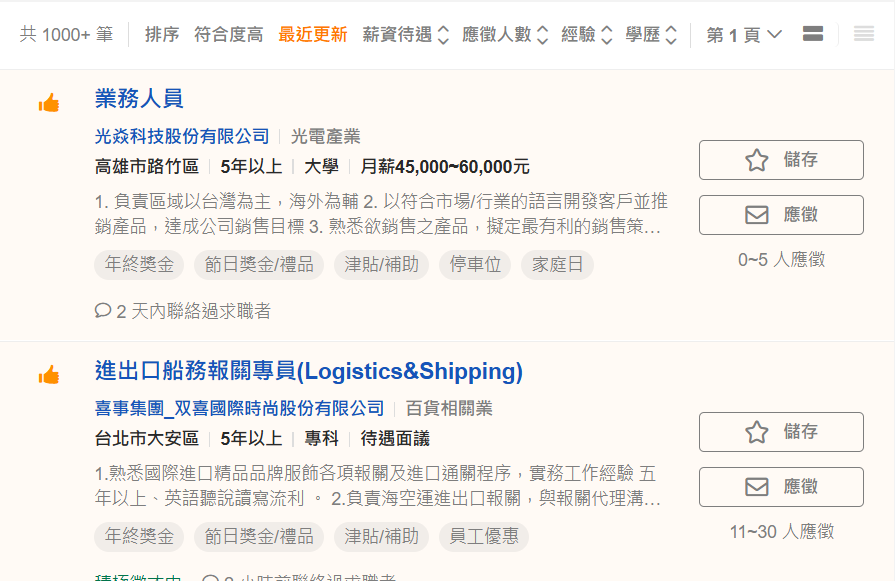 共 1000+ 筆 排序 符合度高 最近更新 薪資待遇 應徵人數 經驗 學歷 第 1 頁
業務人員
光焱科技股份有限公司 光電產業
高雄市路竹區 5年以上 大學 月薪45,000~60,000元
儲存
1. 負責區域以台灣為主，海外為輔 2. 以符合市場/行業的語言開發客戶並推
銷產品，達成公司銷售目標 3. 熟悉欲銷售之產品，擬定最有利的銷售策…
應徵
年終獎金 節日獎金/禮品 津貼/補助 停車位 家庭日
0~5 人應徵
2 天內聯絡過求職者
進出口船務報關專員(Logistics&Shipping)
喜事集團_双喜國際時尚股份有限公司 百貨相關業
台北市大安區 5年以上 專科 待遇面議
儲存
1.熟悉國際進口精品品牌服飾各項報關及進口通關程序，實務工作經驗 五
年以上、英語聽說讀寫流利 。 2.負責海空運進出口報關，與報關代理溝…
應徵
年終獎金 節日獎金/禮品 津貼/補助 員工優惠
11~30 人應徵